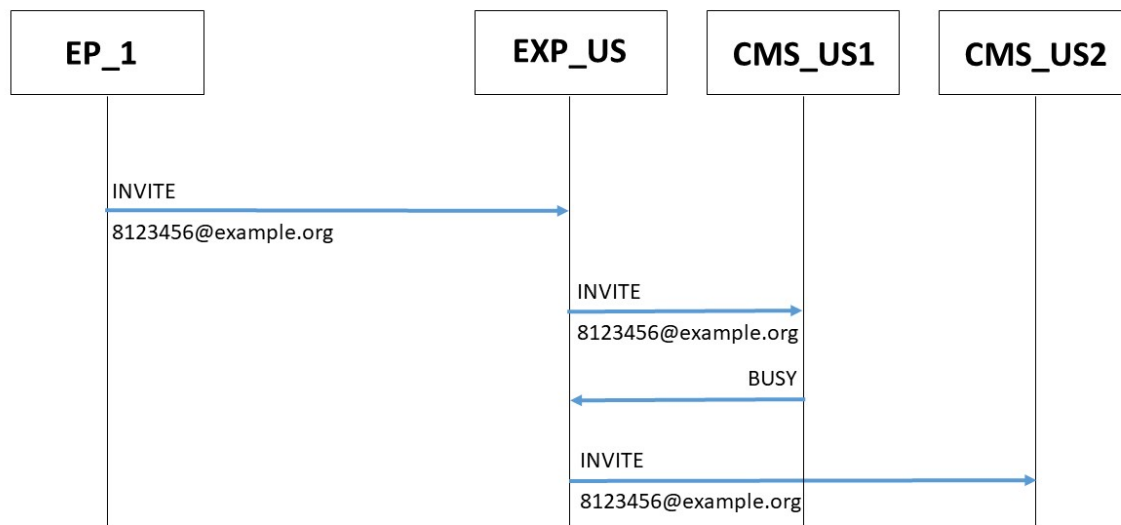 EP_1
EXP_US
CMS_US1
CMS_US2
INVITE
8123456@example.org
INVITE
8123456@example.org
BUSY
INVITE
8123456@example.org